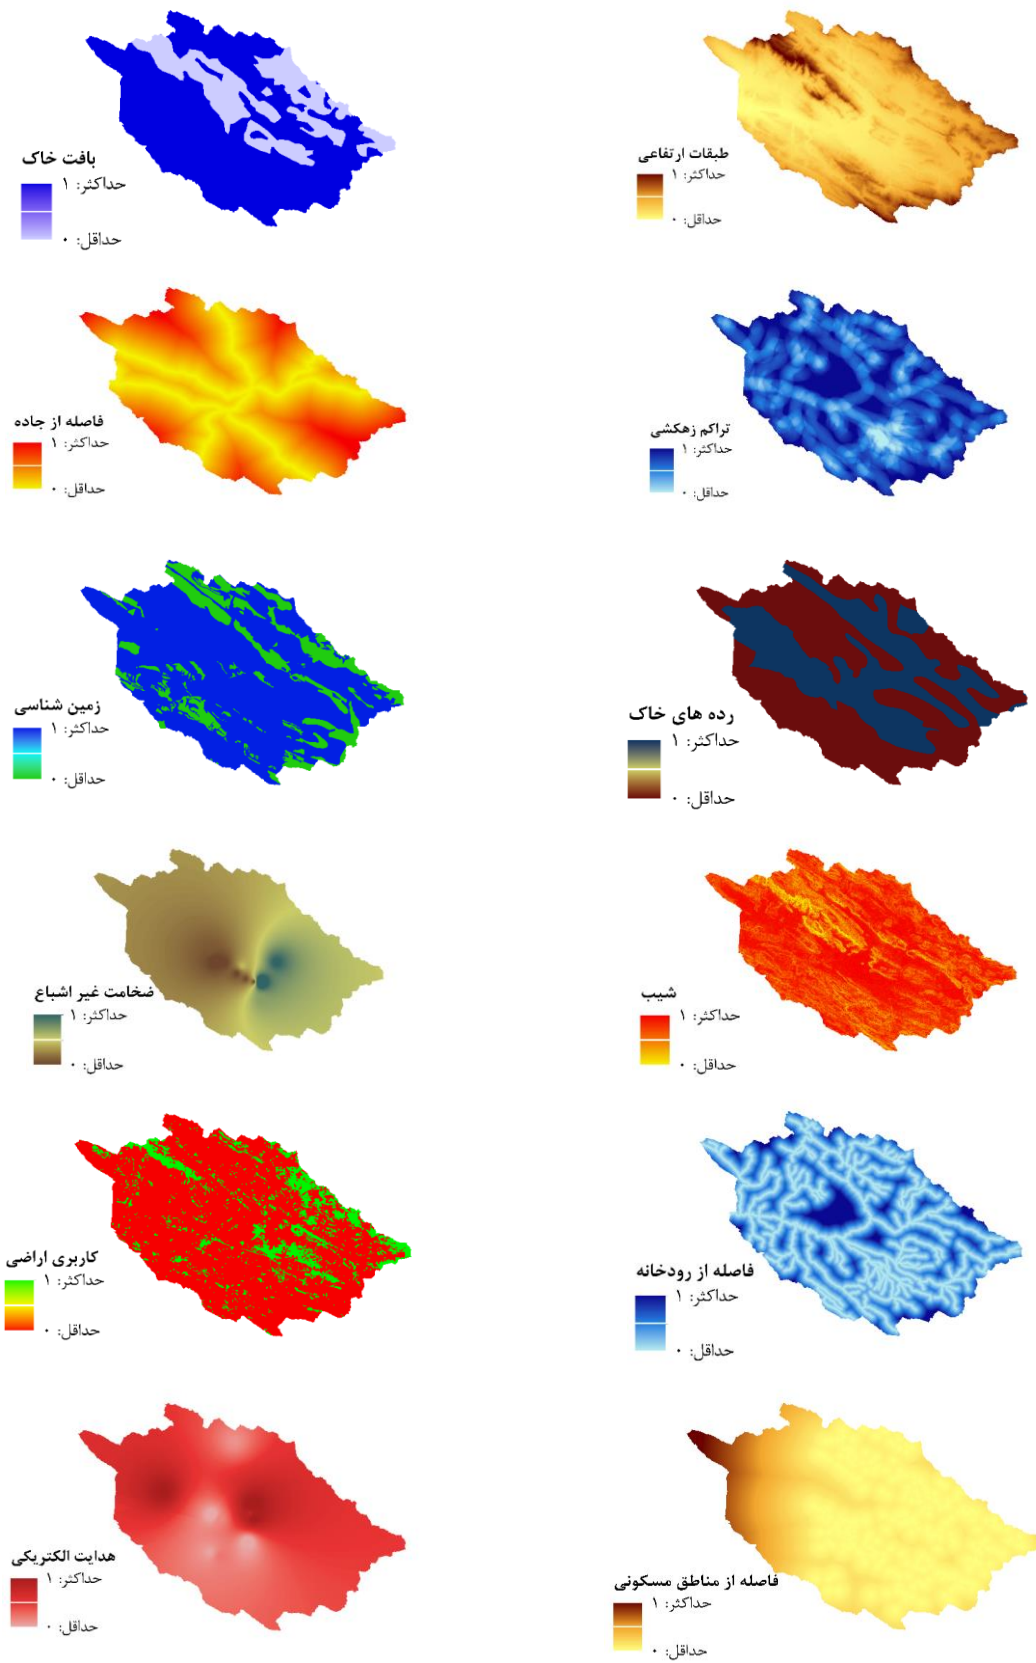 طبقات ارتفاعی
حداکثر: ۱
حداقل: ۰
بافت خاک
حداکثر: ۱
حداقل: ۰
تراکم زهکشی
حداکثر: ۱
حداقل: ۰
فاصله از جاده
حداکثر: ۱
حداقل: ۰
رده های خاک
حداکثر: ۱
حداقل: ۰
زمین شناسی
حداکثر: ۱
حداقل: ۰
شیب
حداکثر: ۱
حداقل: ۰
ضخامت غیر اشباع
حداکثر: ۱
حداقل: ۰
فاصله از رودخانه
حداکثر: ۱
حداقل: ۰
کاربری اراضی
حداکثر: ۱
حداقل: ۰
فاصله از مناطق مسکونی
حداکثر: ۱
حداقل: ۰
هدایت الکتریکی
حداکثر: ۱
حداقل: ۰